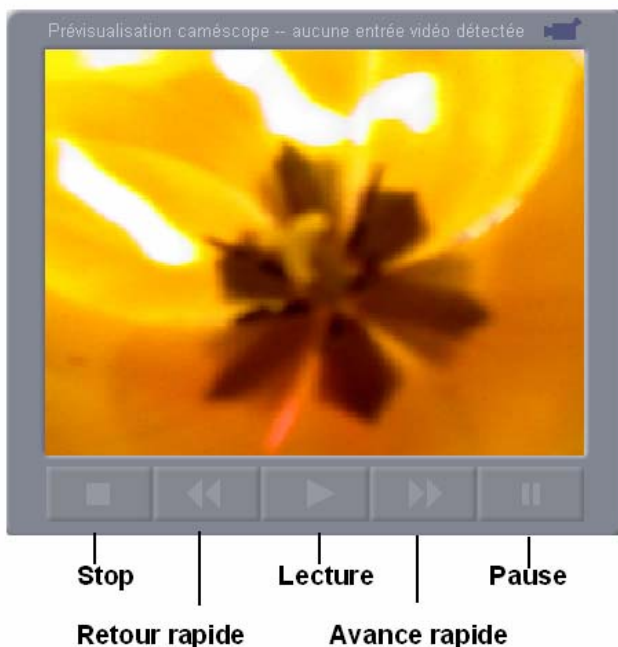 Prévisualisation caméscope -- aucune entrée vidéo détectée
Stop
Lecture
Pause
Retour rapide
Avance rapide